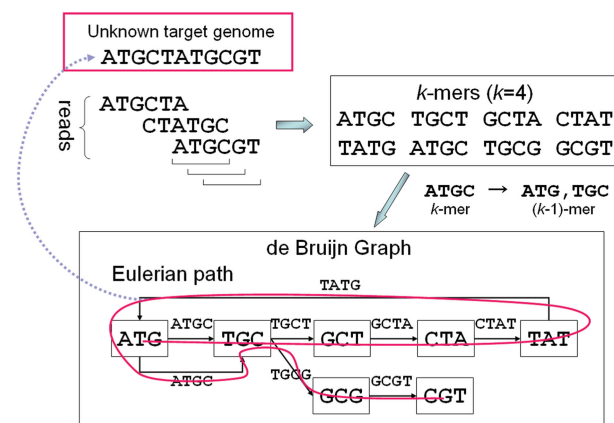 Unknown target genome
ATGCTATGCGT
reads
ATGCTA
CTATGC
ATGCGT
k-mers (k=4)
ATGC TGCT GCTA CTAT
TATG ATGC TGCG GCGT
ATGC → ATG,TGC
k-mer (k-1)-mer
de Bruijn Graph
Eulerian path
TATG
ATGC TGCT GCTA CTAT
ATG TGC GCT CTA TAT
ATGC TGCG GCGT
GCG CGT